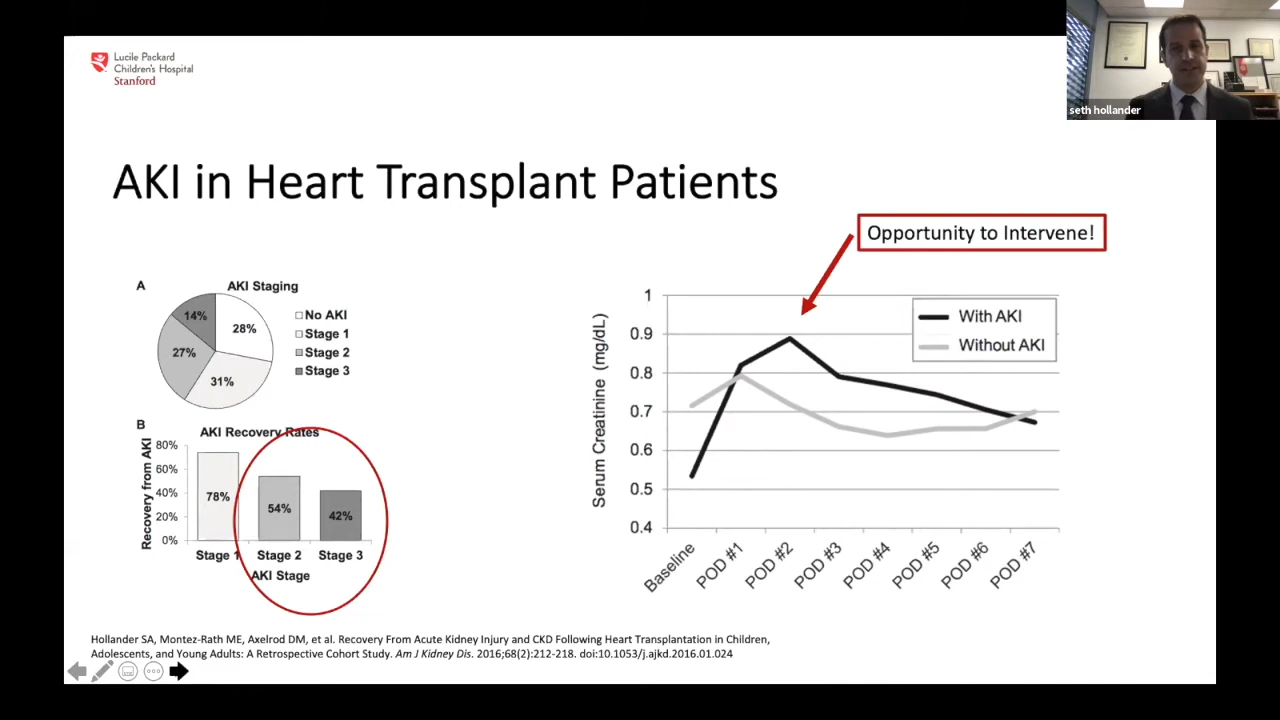 Lucile Packard
Children's Hospital
Stanford
seth hollander
AKI in Heart Transplant Patients
Opportunity to Intervene!
A
AKI Staging
14%
28%
27%
31%
No AKI
Stage 1
Stage 2
Stage 3
B
AKI Recovery Rates
Recovery from AKI
80%
60%
40%
20%
0%
78%
54%
42%
Stage 1
Stage 2
Stage 3
AKI Stage
Serum Creatinine (mg/dL)
1
0.9
0.8
0.7
0.6
0.5
0.4
With AKI
Without AKI
Baseline
POD #1
POD #2
POD #3
POD #4
POD #5
POD #6
POD #7
Hollander SA, Montez-Rath ME, Axelrod DM, et al. Recovery From Acute Kidney Injury and CKD Following Heart Transplantation in Children,
Adolescents, and Young Adults: A Retrospective Cohort Study. Am J Kidney Dis. 2016;68(2):212-218. doi:10.1053/j.ajkd.2016.01.024